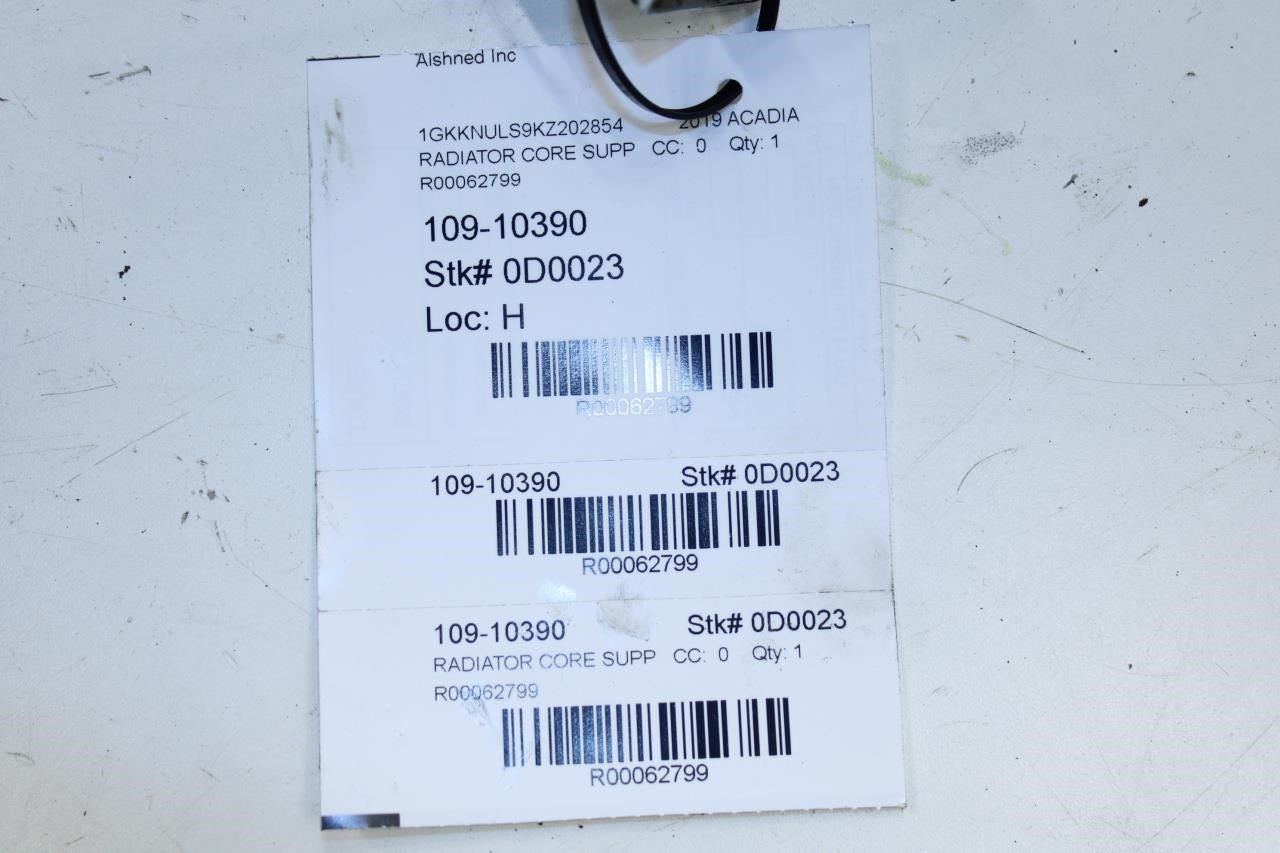 Alshned Inc
1GKKNULS9KZ202854 2019 ACADIA
RADIATOR CORE SUPP CC: 0 Qty: 1
R00062799
109-10390
Stk# 0D0023
Loc: H
R00062799
109-10390 Stk# 0D0023
R00062799
109-10390 Stk# 0D0023
RADIATOR CORE SUPP CC: 0 Qty: 1
R00062799
R00062799